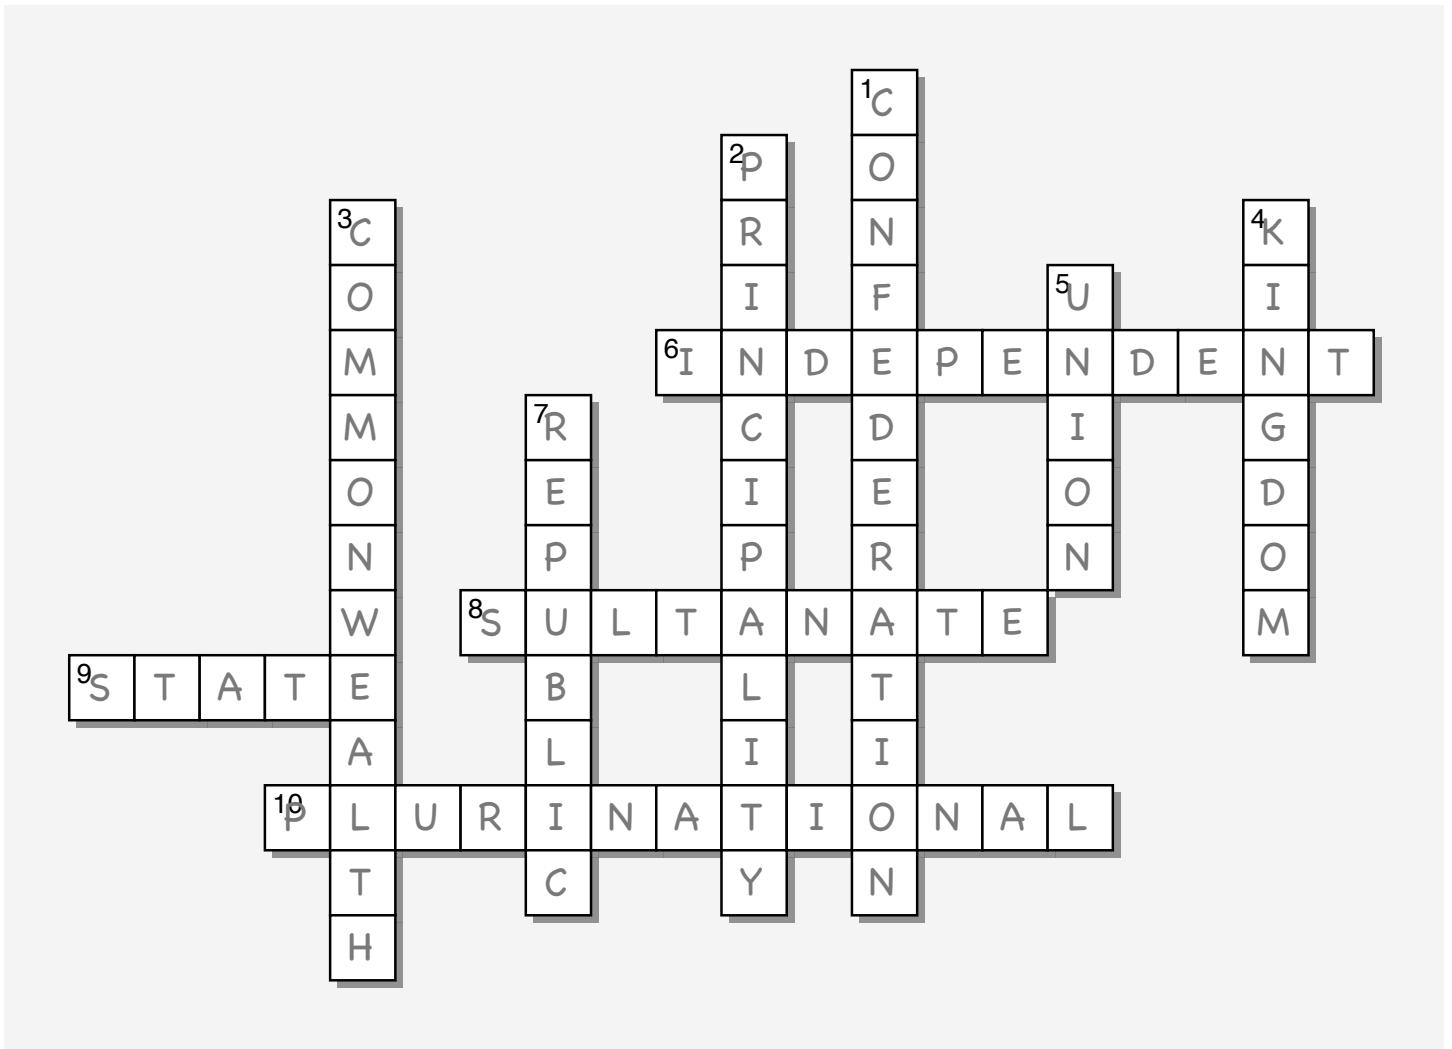 1 CONFEDERATION
2 PRINCIPALITY
3 COMMONWEALTH
4 KINGDOM
5 UNION
6 INDEPENDENT
7 REPUBLIC
8 SULTANATE
9 STATE
10 PLURINATIONAL